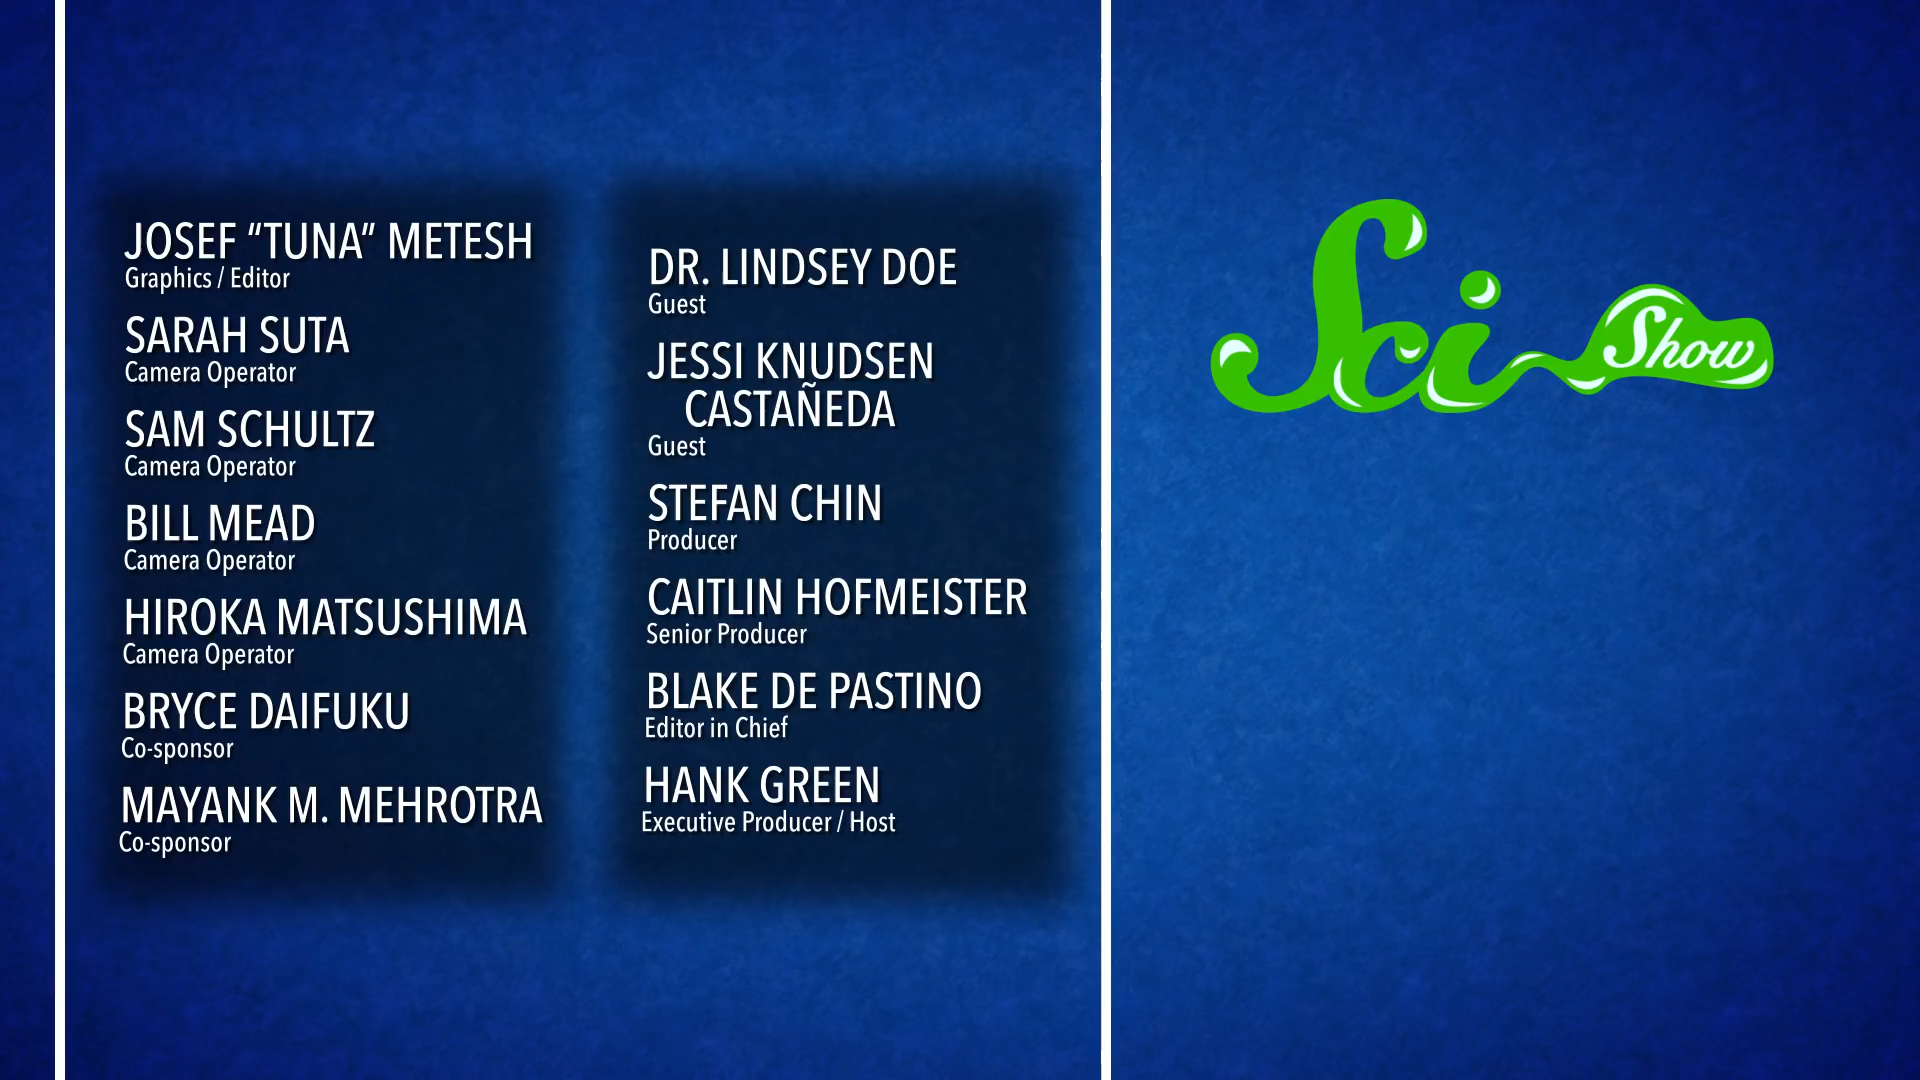 JOSEF “TUNA” METESH
Graphics / Editor
SARAH SUTA
Camera Operator
SAM SCHULTZ
Camera Operator
BILL MEAD
Camera Operator
HIROKA MATSUSHIMA
Camera Operator
BRYCE DAIFUKU
Co-sponsor
MAYANK M. MEHROTRA
Co-sponsor
DR. LINDSEY DOE
Guest
JESSI KNUDSEN
CASTAÑEDA
Guest
STEFAN CHIN
Producer
CAITLIN HOFMEISTER
Senior Producer
BLAKE DE PASTINO
Editor in Chief
HANK GREEN
Executive Producer / Host
Sci Show